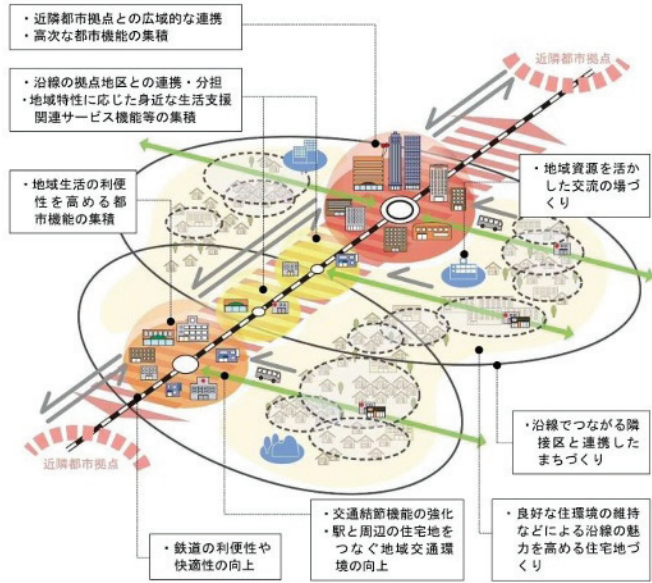 ・近隣都市拠点との広域的な連携
・高次な都市機能の集積
近隣都市拠点
・沿線の拠点地区との連携・分担
・地域特性に応じた身近な生活支援
関連サービス機能等の集積
・地域資源を活か
した交流の場づ
くり
・地域生活の利便
性を高める都
市機能の集積
・沿線でつながる隣
接区と連携した
まちづくり
近隣都市拠点
・交通結節機能の強化
・駅と周辺の住宅地を
つなぐ地域交通環
境の向上
・良好な住環境の維持
などによる沿線の魅
力を高める住宅地づ
くり
・鉄道の利便性や
快適性の向上